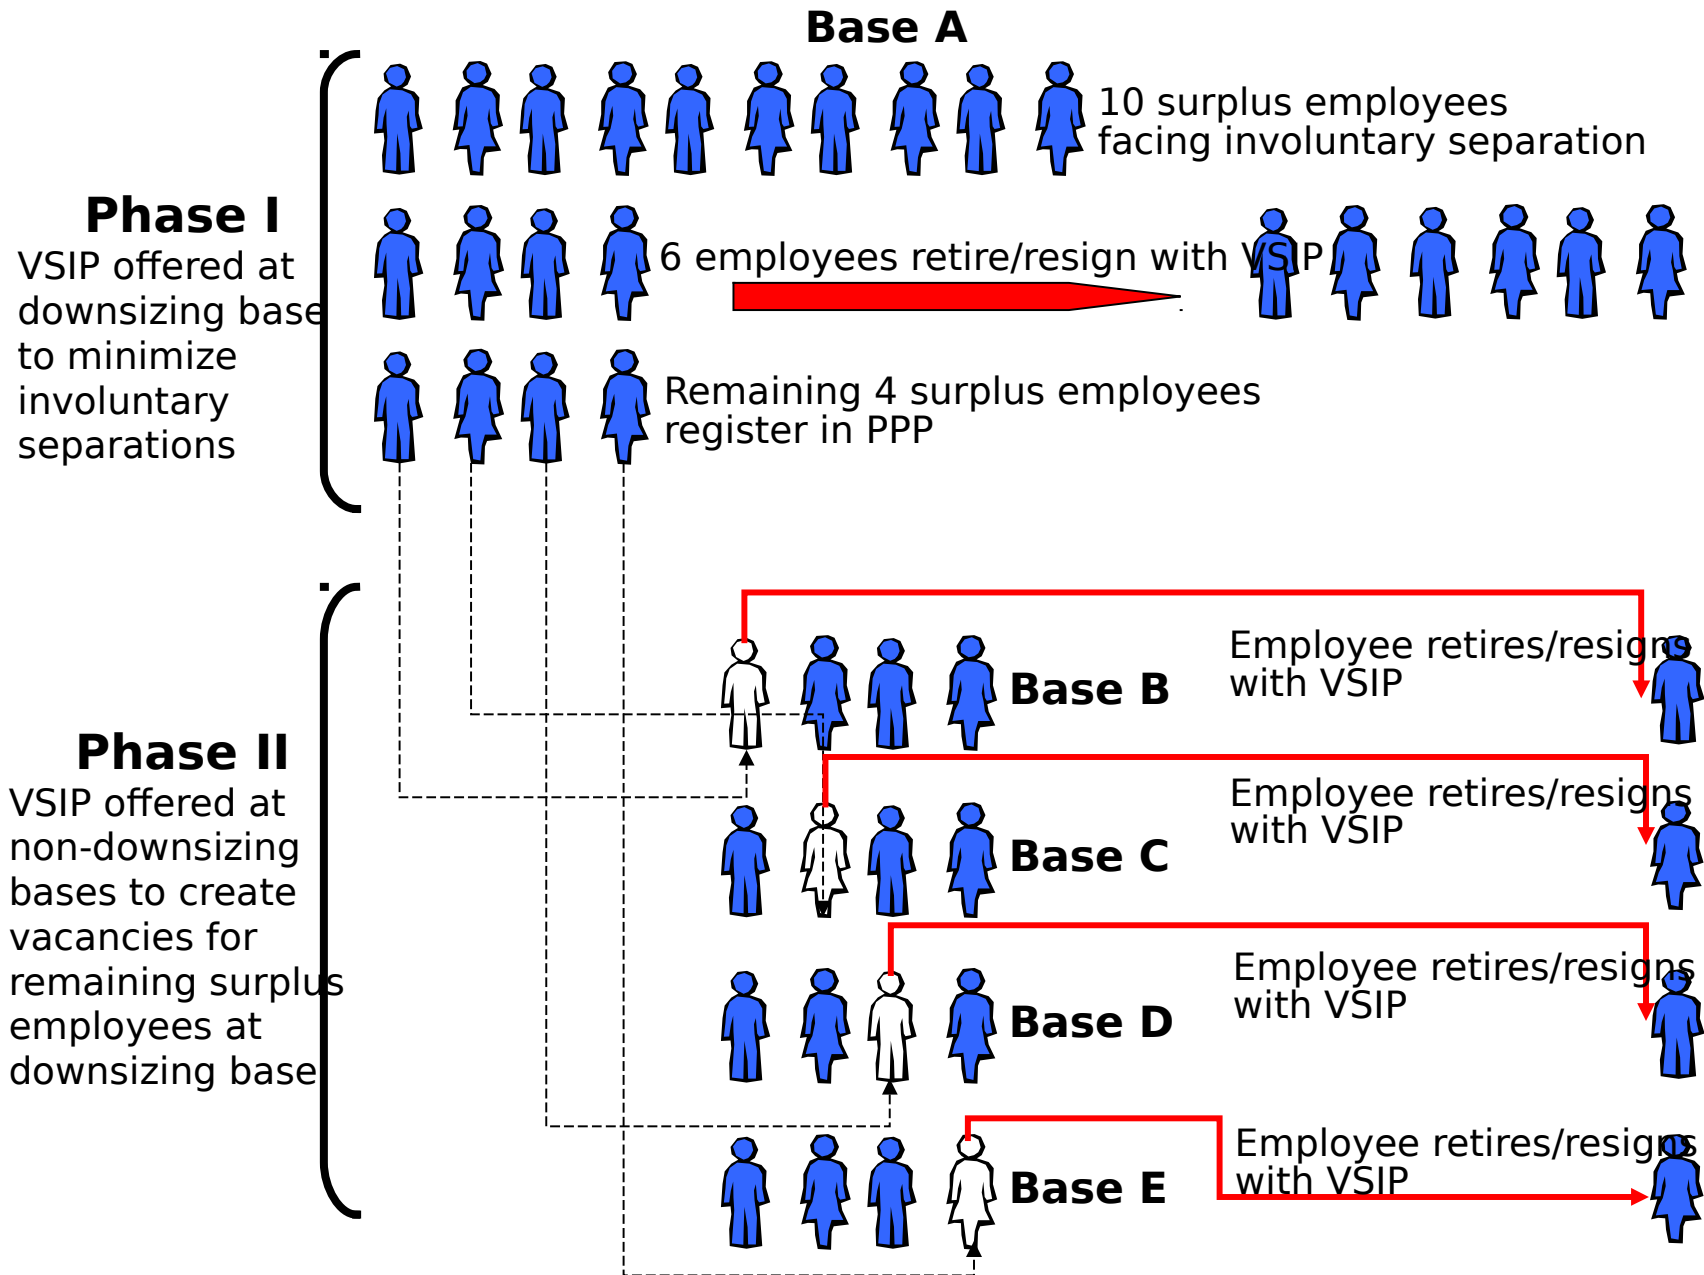 Base A
10 surplus employees
facing involuntary separation
Phase I
VSIP offered at
downsizing base
to minimize
involuntary
separations
6 employees retire/resign with VSIP
Remaining 4 surplus employees
register in PPP
Phase II
VSIP offered at
non-downsizing
bases to create
vacancies for
remaining surplus
employees at
downsizing base
Base B
Employee retires/resigns
with VSIP
Base C
Employee retires/resigns
with VSIP
Base D
Employee retires/resigns
with VSIP
Base E
Employee retires/resigns
with VSIP